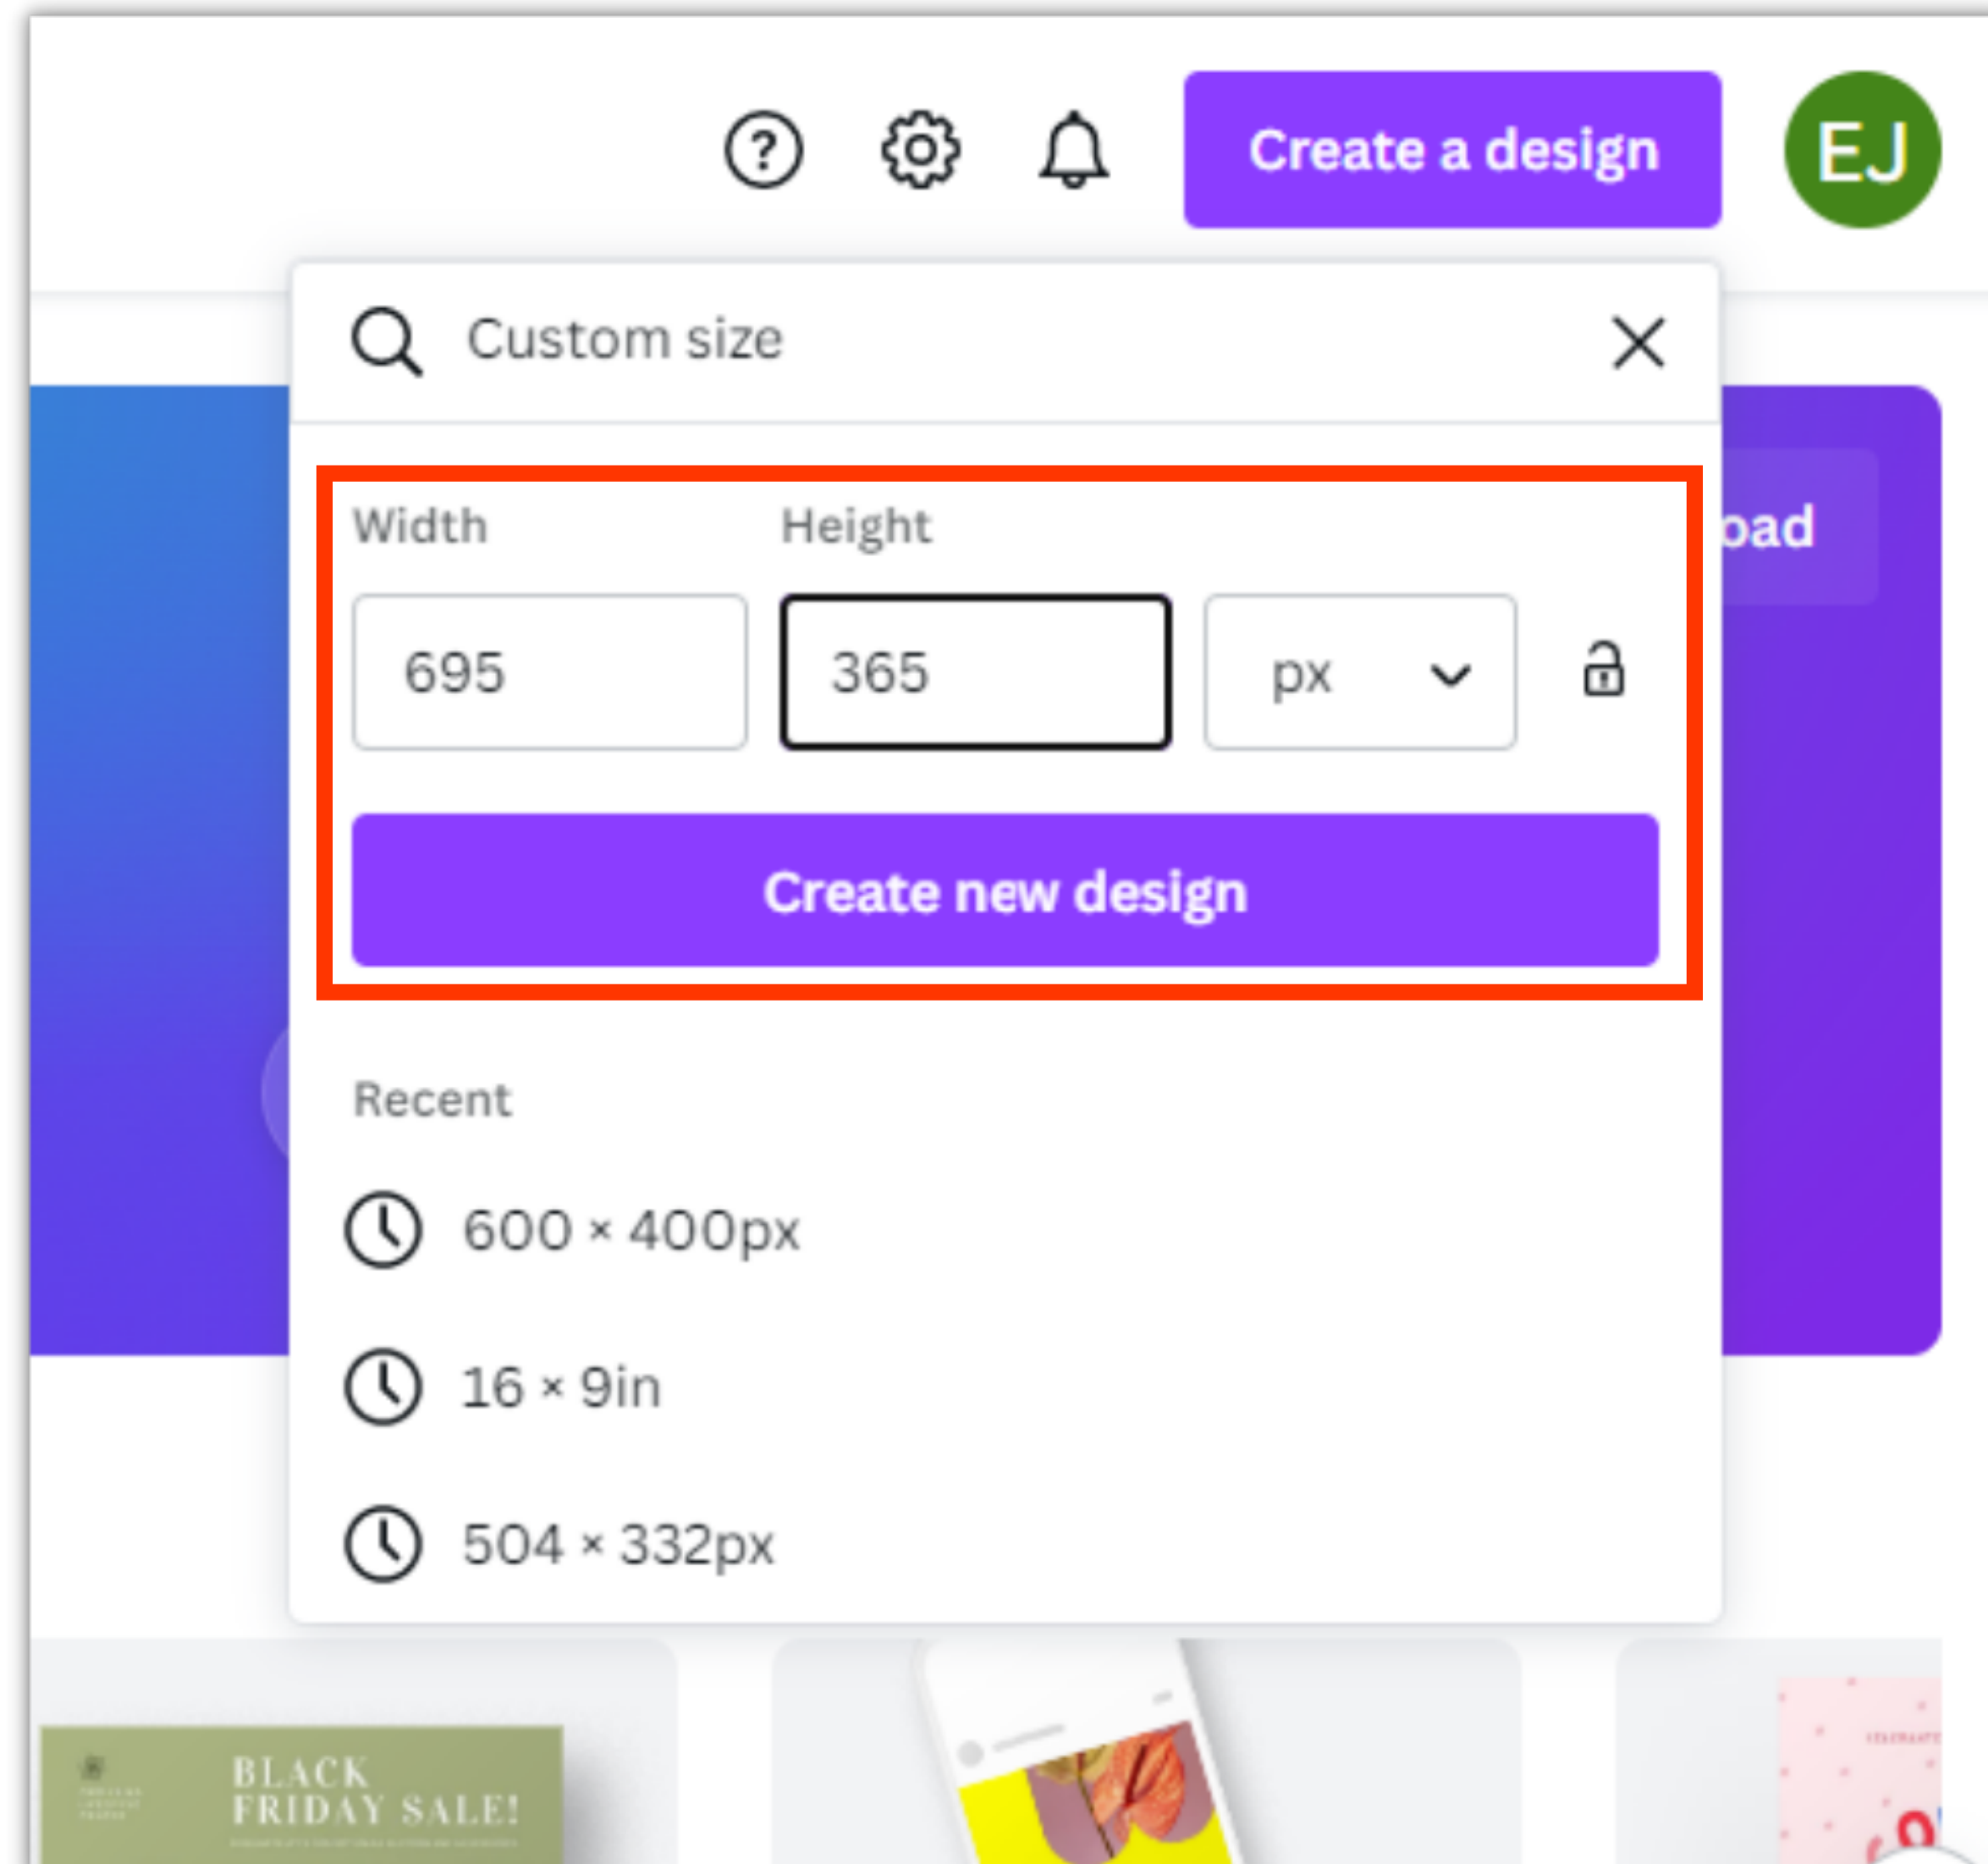 ?
Create a design
EJ
Custom size
Width Height
oad
695 365 px
Create new design
Recent
600 × 400px
16 × 9in
504 × 332px
BLACK
FRIDAY SALE!